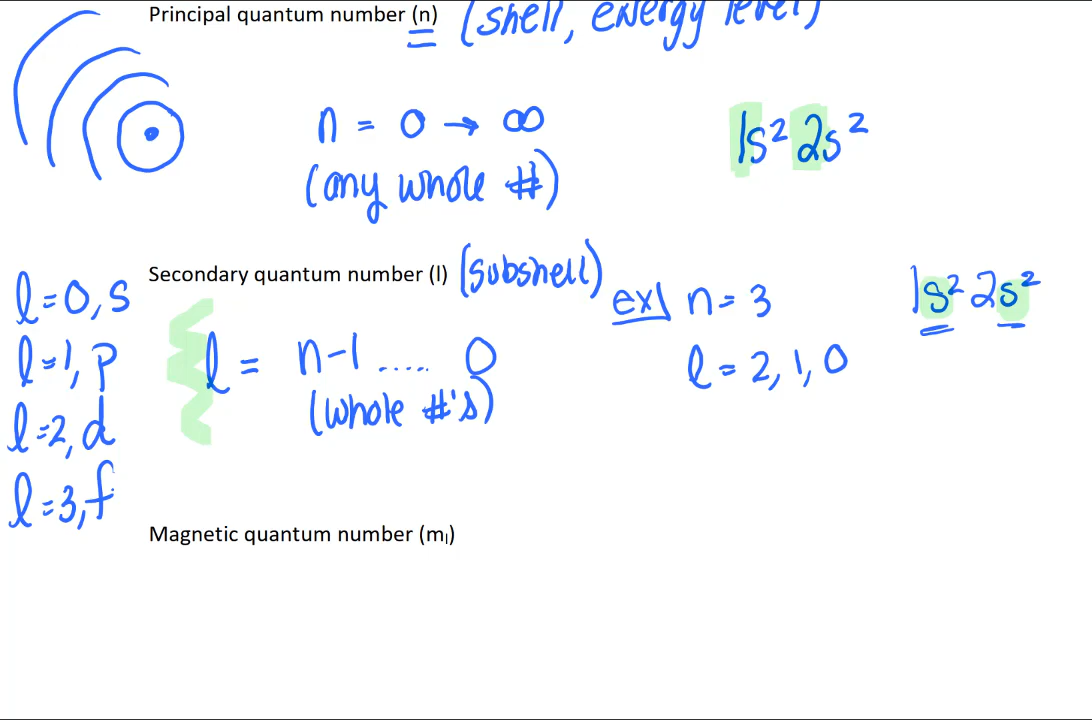 Principal quantum number (n) = (shell, energy level)
n = 0 → ∞
(any whole #)
1s² 2s²
Secondary quantum number (l) (subshell)
l = n-1 ..... 0
(whole #'s)
ex) n = 3
l = 2, 1, 0
1s² 2s²
l=0, s
l=1, p
l=2, d
l=3, f
Magnetic quantum number (mₗ)